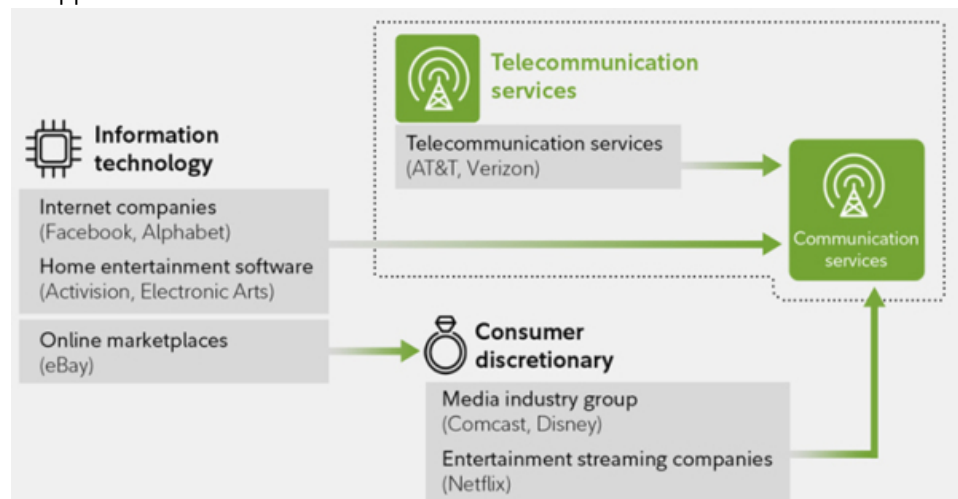 Telecommunication
services
Telecommunication services
(AT&T, Verizon)
Information
technology
Internet companies
(Facebook, Alphabet)
Home entertainment software
(Activision, Electronic Arts)
Communication
services
Online marketplaces
(eBay)
Consumer
discretionary
Media industry group
(Comcast, Disney)
Entertainment streaming companies
(Netflix)